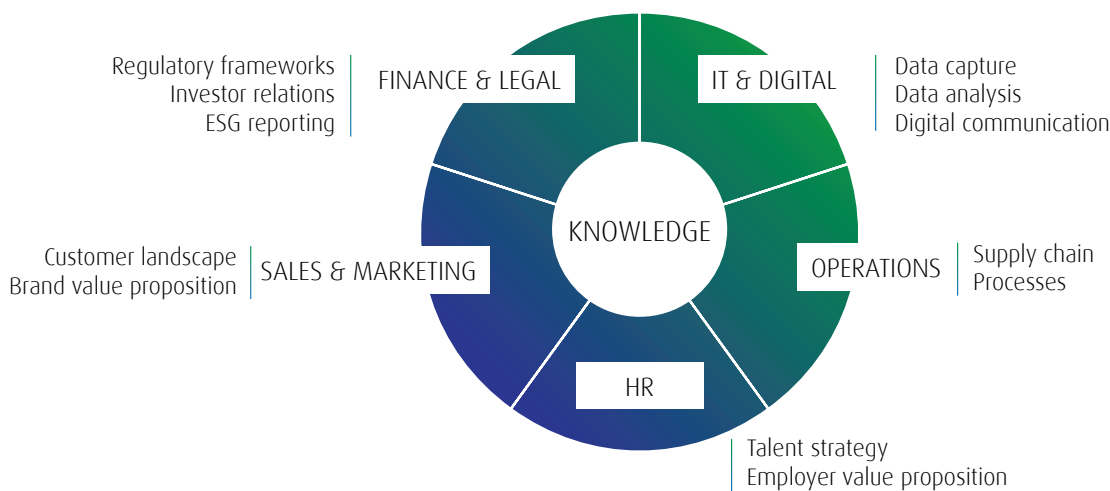 Regulatory frameworks
Investor relations
ESG reporting
FINANCE & LEGAL
IT & DIGITAL
Data capture
Data analysis
Digital communication
KNOWLEDGE
Customer landscape
Brand value proposition
SALES & MARKETING
OPERATIONS
Supply chain
Processes
HR
Talent strategy
Employer value proposition